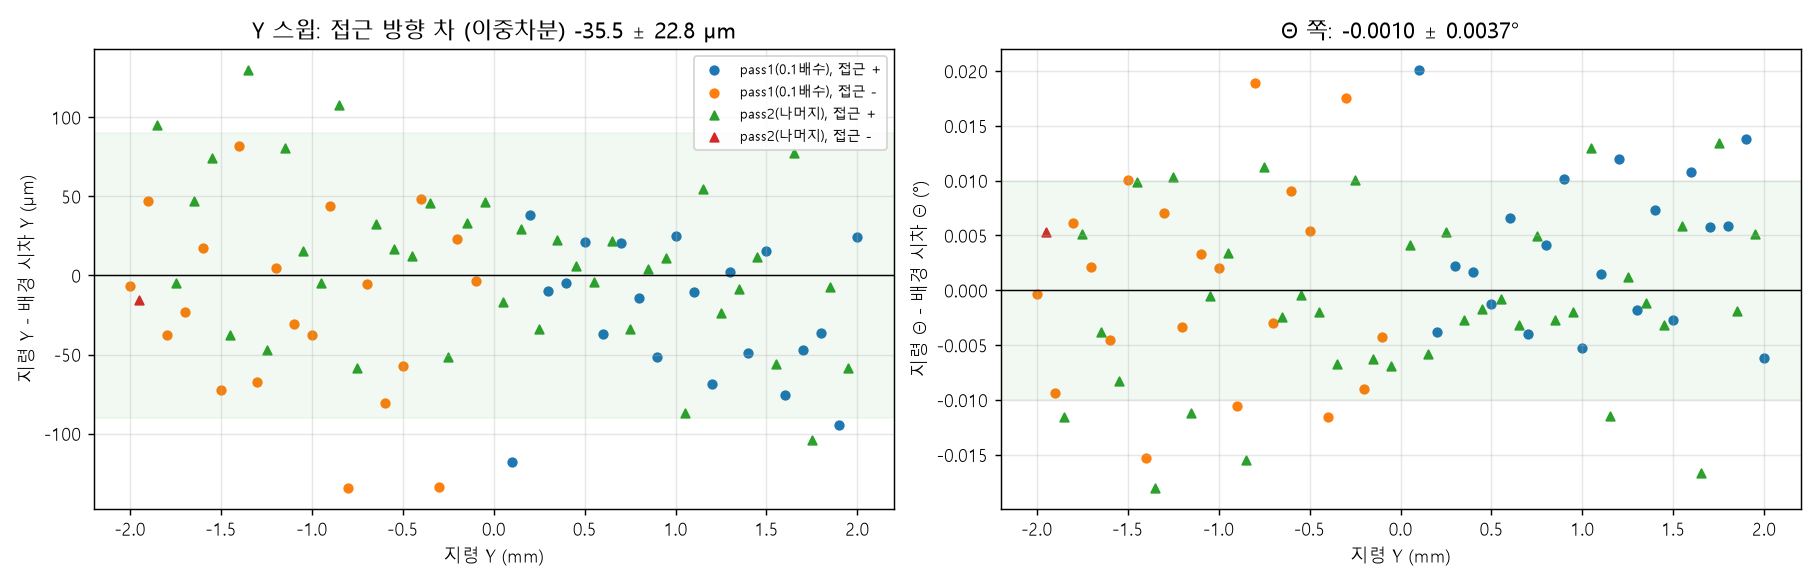 Y 스윕: 접근 방향 차 (이중차분) -35.5 ± 22.8 µm
지령 Y - 배경 시차 Y (µm)
100
50
0
-50
-100
pass1(0.1배수), 접근 +
pass1(0.1배수), 접근 -
pass2(나머지), 접근 +
pass2(나머지), 접근 -
-2.0 -1.5 -1.0 -0.5 0.0 0.5 1.0 1.5 2.0
지령 Y (mm)
Θ 쪽: -0.0010 ± 0.0037°
지령 Θ - 배경 시차 Θ (°)
0.020
0.015
0.010
0.005
0.000
-0.005
-0.010
-0.015
-2.0 -1.5 -1.0 -0.5 0.0 0.5 1.0 1.5 2.0
지령 Y (mm)